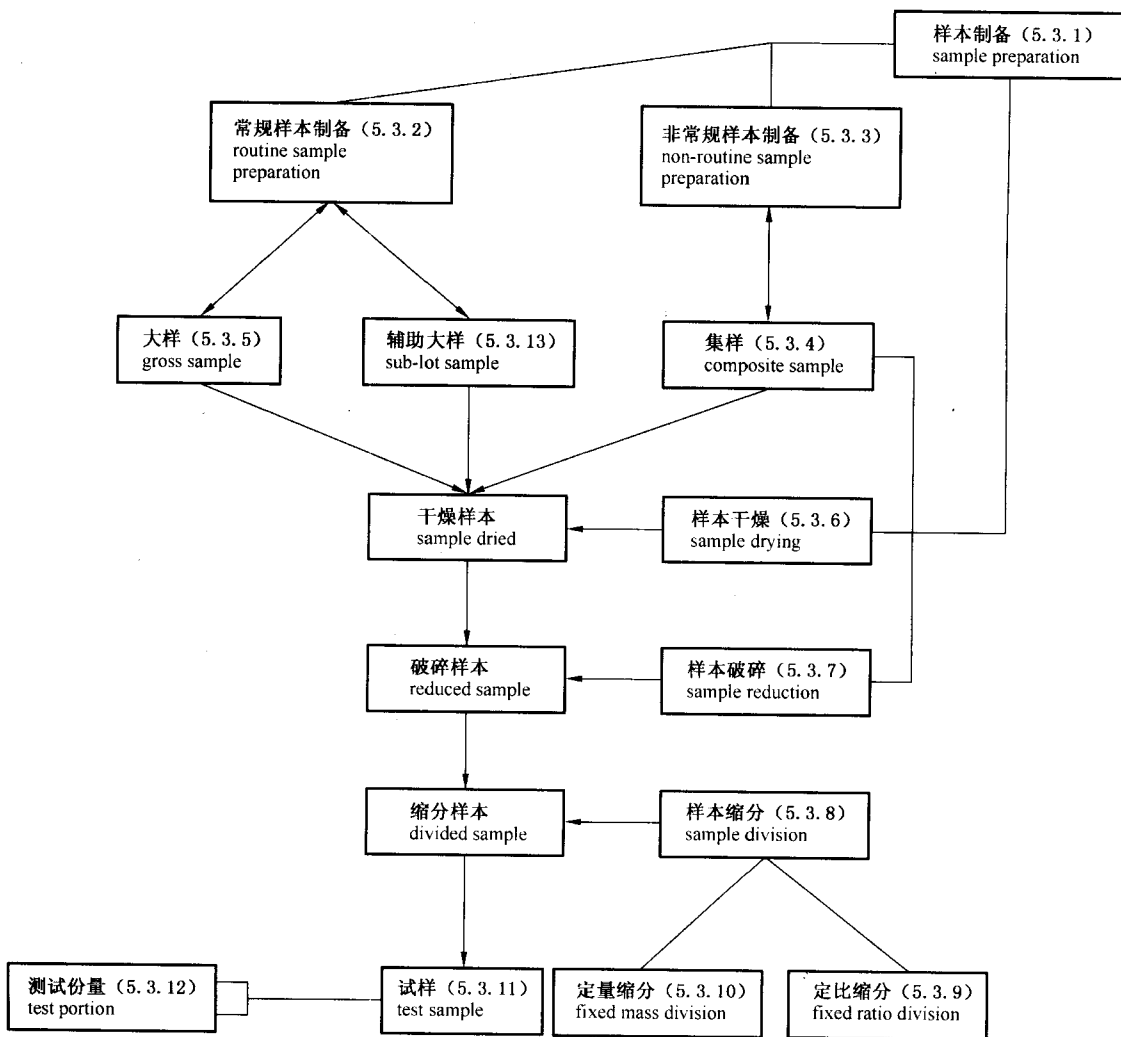 样本制备（5.3.1）
sample preparation
常规样本制备（5.3.2）
routine sample
preparation
非常规样本制备（5.3.3）
non-routine sample
preparation
大样（5.3.5）
gross sample
辅助大样（5.3.13）
sub-lot sample
集样（5.3.4）
composite sample
干燥样本
sample dried
样本干燥（5.3.6）
sample drying
破碎样本
reduced sample
样本破碎（5.3.7）
sample reduction
缩分样本
divided sample
样本缩分（5.3.8）
sample division
测试份量（5.3.12）
test portion
试样（5.3.11）
test sample
定量缩分（5.3.10）
fixed mass division
定比缩分（5.3.9）
fixed ratio division